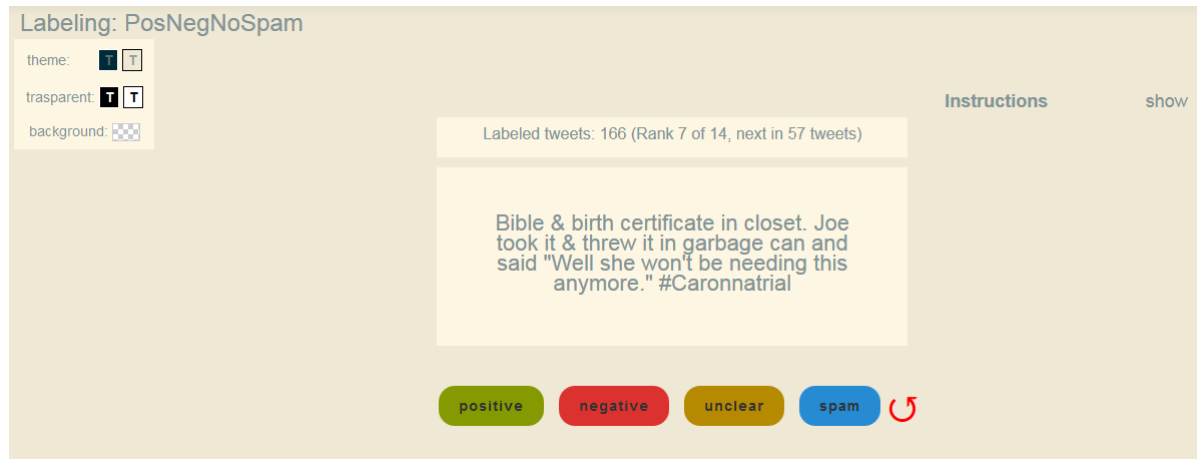 Labeling: PosNegNoSpam
theme: T T
trasparent: T T
background:
Instructions show
Labeled tweets: 166 (Rank 7 of 14, next in 57 tweets)
Bible & birth certificate in closet. Joe
took it & threw it in garbage can and
said "Well she won't be needing this
anymore." #Caronnatrial
positive negative unclear spam